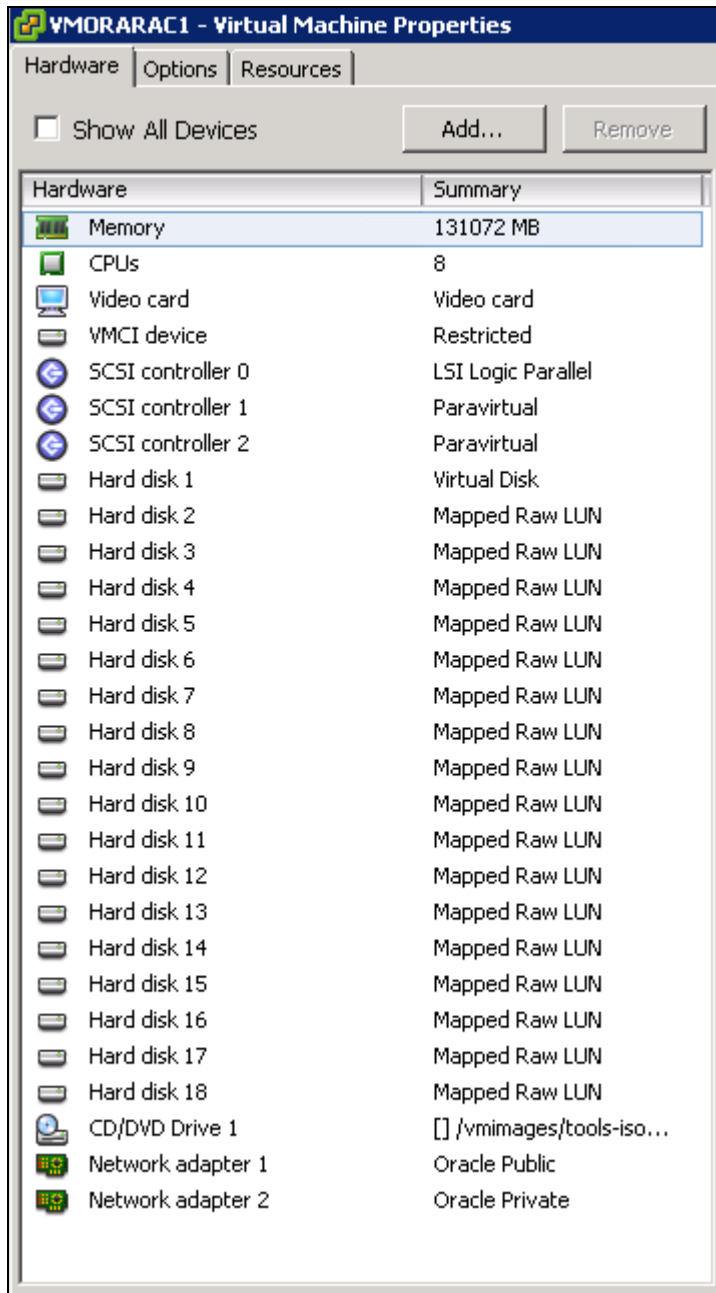 VMORARAC1 - Virtual Machine Properties
Hardware Options Resources
Show All Devices Add... Remove
Hardware Summary
Memory 131072 MB
CPUs 8
Video card Video card
VMCI device Restricted
SCSI controller 0 LSI Logic Parallel
SCSI controller 1 Paravirtual
SCSI controller 2 Paravirtual
Hard disk 1 Virtual Disk
Hard disk 2 Mapped Raw LUN
Hard disk 3 Mapped Raw LUN
Hard disk 4 Mapped Raw LUN
Hard disk 5 Mapped Raw LUN
Hard disk 6 Mapped Raw LUN
Hard disk 7 Mapped Raw LUN
Hard disk 8 Mapped Raw LUN
Hard disk 9 Mapped Raw LUN
Hard disk 10 Mapped Raw LUN
Hard disk 11 Mapped Raw LUN
Hard disk 12 Mapped Raw LUN
Hard disk 13 Mapped Raw LUN
Hard disk 14 Mapped Raw LUN
Hard disk 15 Mapped Raw LUN
Hard disk 16 Mapped Raw LUN
Hard disk 17 Mapped Raw LUN
Hard disk 18 Mapped Raw LUN
CD/DVD Drive 1 [] /vmimages/tools-iso...
Network adapter 1 Oracle Public
Network adapter 2 Oracle Private